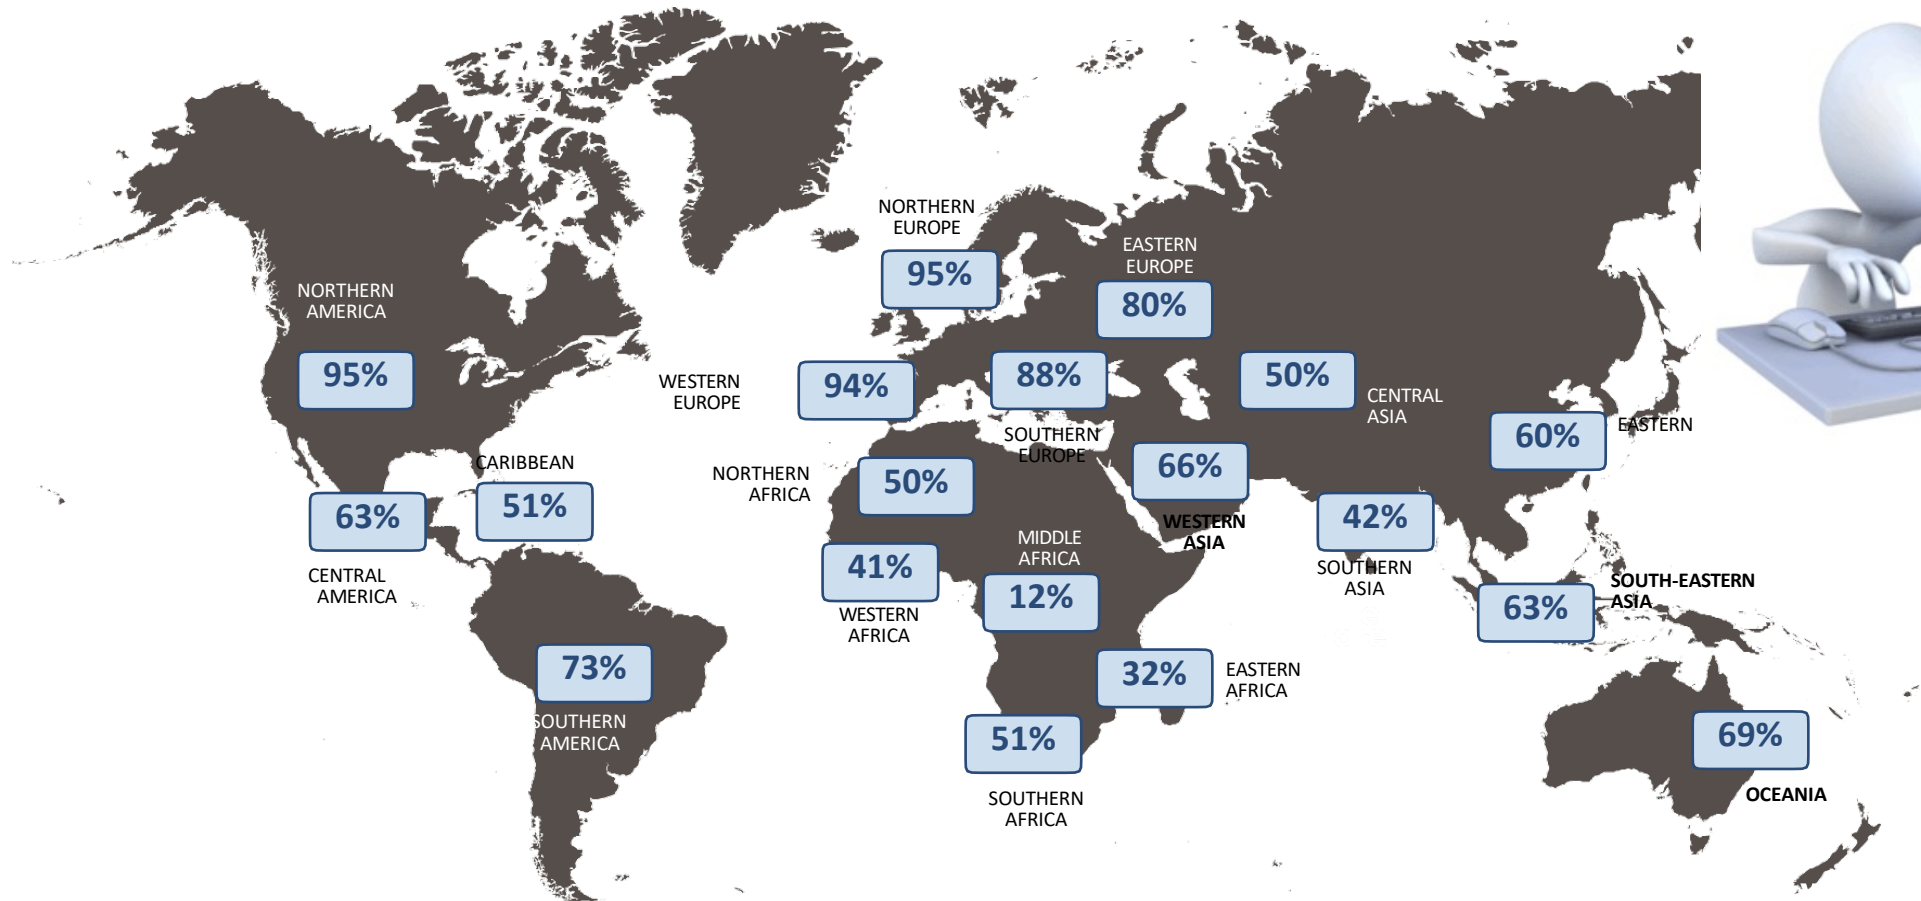 NORTHERN
EUROPE
95%
EASTERN
EUROPE
80%
NORTHERN
AMERICA
95%
WESTERN
EUROPE
94%
88%
SOUTHERN
EUROPE
50%
CENTRAL
ASIA
60%
EASTERN
CARIBBEAN
51%
63%
CENTRAL
AMERICA
NORTHERN
AFRICA
50%
66%
WESTERN
ASIA
42%
SOUTHERN
ASIA
41%
WESTERN
AFRICA
MIDDLE
AFRICA
12%
SOUTH-EASTERN
ASIA
63%
73%
SOUTHERN
AMERICA
32%
EASTERN
AFRICA
51%
SOUTHERN
AFRICA
69%
OCEANIA